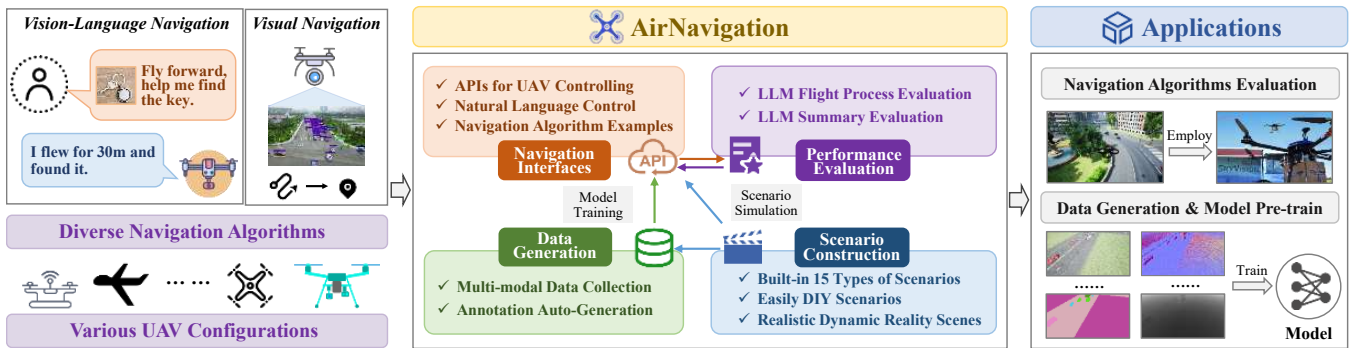 Vision-Language Navigation
Fly forward,
help me find
the key.
I flew for 30m and
found it.
Visual Navigation
Diverse Navigation Algorithms
... ...
Various UAV Configurations
AirNavigation
✓ APIs for UAV Controlling
✓ Natural Language Control
✓ Navigation Algorithm Examples
Navigation
Interfaces
API
✓ LLM Flight Process Evaluation
✓ LLM Summary Evaluation
Performance
Evaluation
Model
Training
Scenario
Simulation
Data
Generation
✓ Multi-modal Data Collection
✓ Annotation Auto-Generation
Scenario
Construction
✓ Built-in 15 Types of Scenarios
✓ Easily DIY Scenarios
✓ Realistic Dynamic Reality Scenes
Applications
Navigation Algorithms Evaluation
Employ
Data Generation & Model Pre-train
...... ......
Train
Model